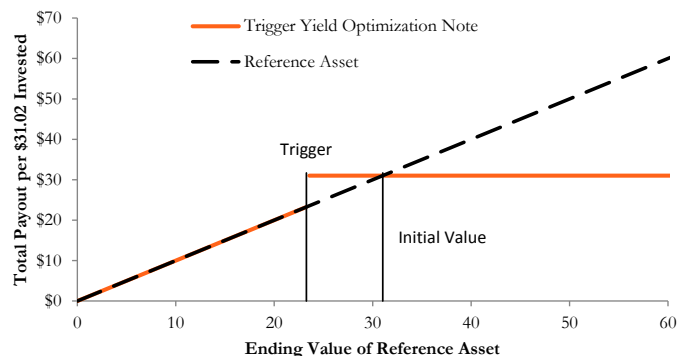 $70
Trigger Yield Optimization Note
$60
Reference Asset
$50
$40
Trigger
$30
$20
Initial Value
$10
$0
0 10 20 30 40 50 60
Total Payout per $31.02 Invested
Ending Value of Reference Asset